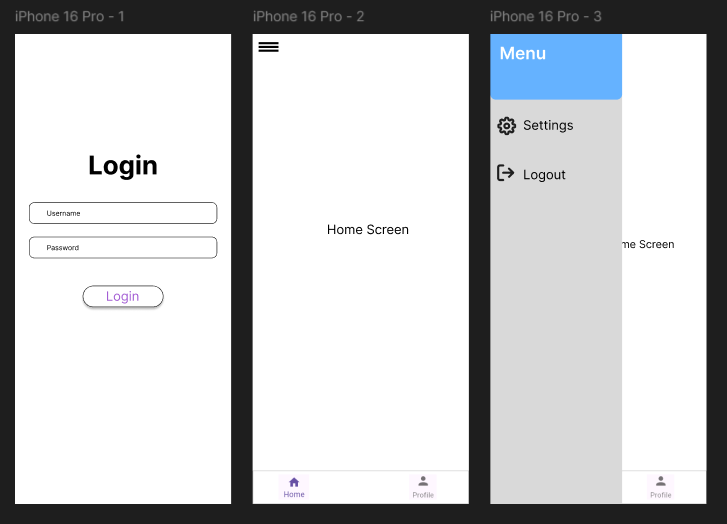 iPhone 16 Pro - 1
Login
Username
Password
Login
iPhone 16 Pro - 2
Home Screen
Home
Profile
iPhone 16 Pro - 3
Menu
Settings
Logout
me Screen
Profile